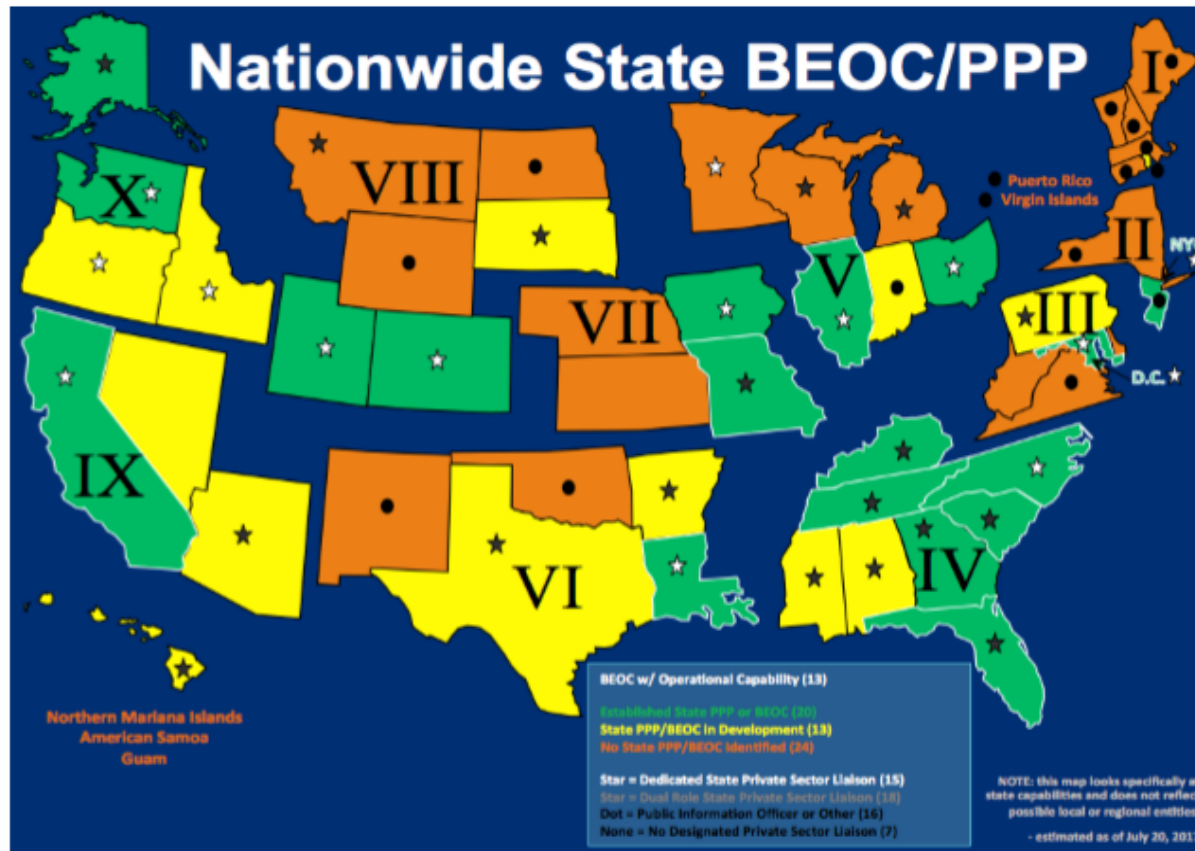 Nationwide State BEOC/PPP
I
VIII
X
Puerto Rico
Virgin Islands
II
NYC
V
VII
III
D.C.
IX
IV
VI
Northern Mariana Islands
American Samoa
Guam
BEOC w/ Operational Capability (13)
Established State PPP or BEOC (20)
State PPP/BEOC in Development (13)
No State PPP/BEOC Identified (24)
Star = Dedicated State Private Sector Liaison (15)
Star = Dual Role State Private Sector Liaison (18)
Dot = Public Information Officer or Other (16)
None = No Designated Private Sector Liaison (7)
NOTE: this map looks specifically a
state capabilities and does not reflec
possible local or regional entities
- estimated as of July 20, 2017